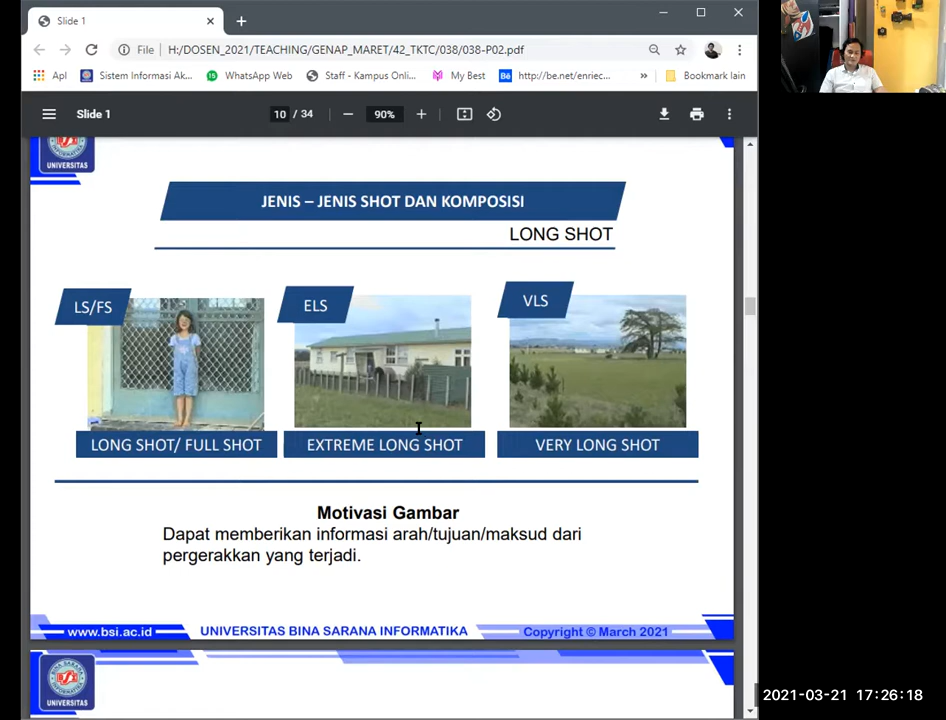 Slide 1
File
H:/DOSEN_2021/TEACHING/GENAP_MARET/42_TKTC/038/038-P02.pdf
Apl
Sistem Informasi Ak...
WhatsApp Web
Staff - Kampus Onli...
My Best
http://be.net/enriec...
»
Bookmark lain
Slide 1
10 / 34
90%
UNIVERSITAS
JENIS – JENIS SHOT DAN KOMPOSISI
LONG SHOT
LS/FS
ELS
VLS
LONG SHOT/ FULL SHOT
EXTREME LONG SHOT
VERY LONG SHOT
Motivasi Gambar
Dapat memberikan informasi arah/tujuan/maksud dari
pergerakkan yang terjadi.
www.bsi.ac.id
UNIVERSITAS BINA SARANA INFORMATIKA
Copyright © March 2021
BINA SARANA
BSI
UNIVERSITAS
2021-03-21 17:26:18